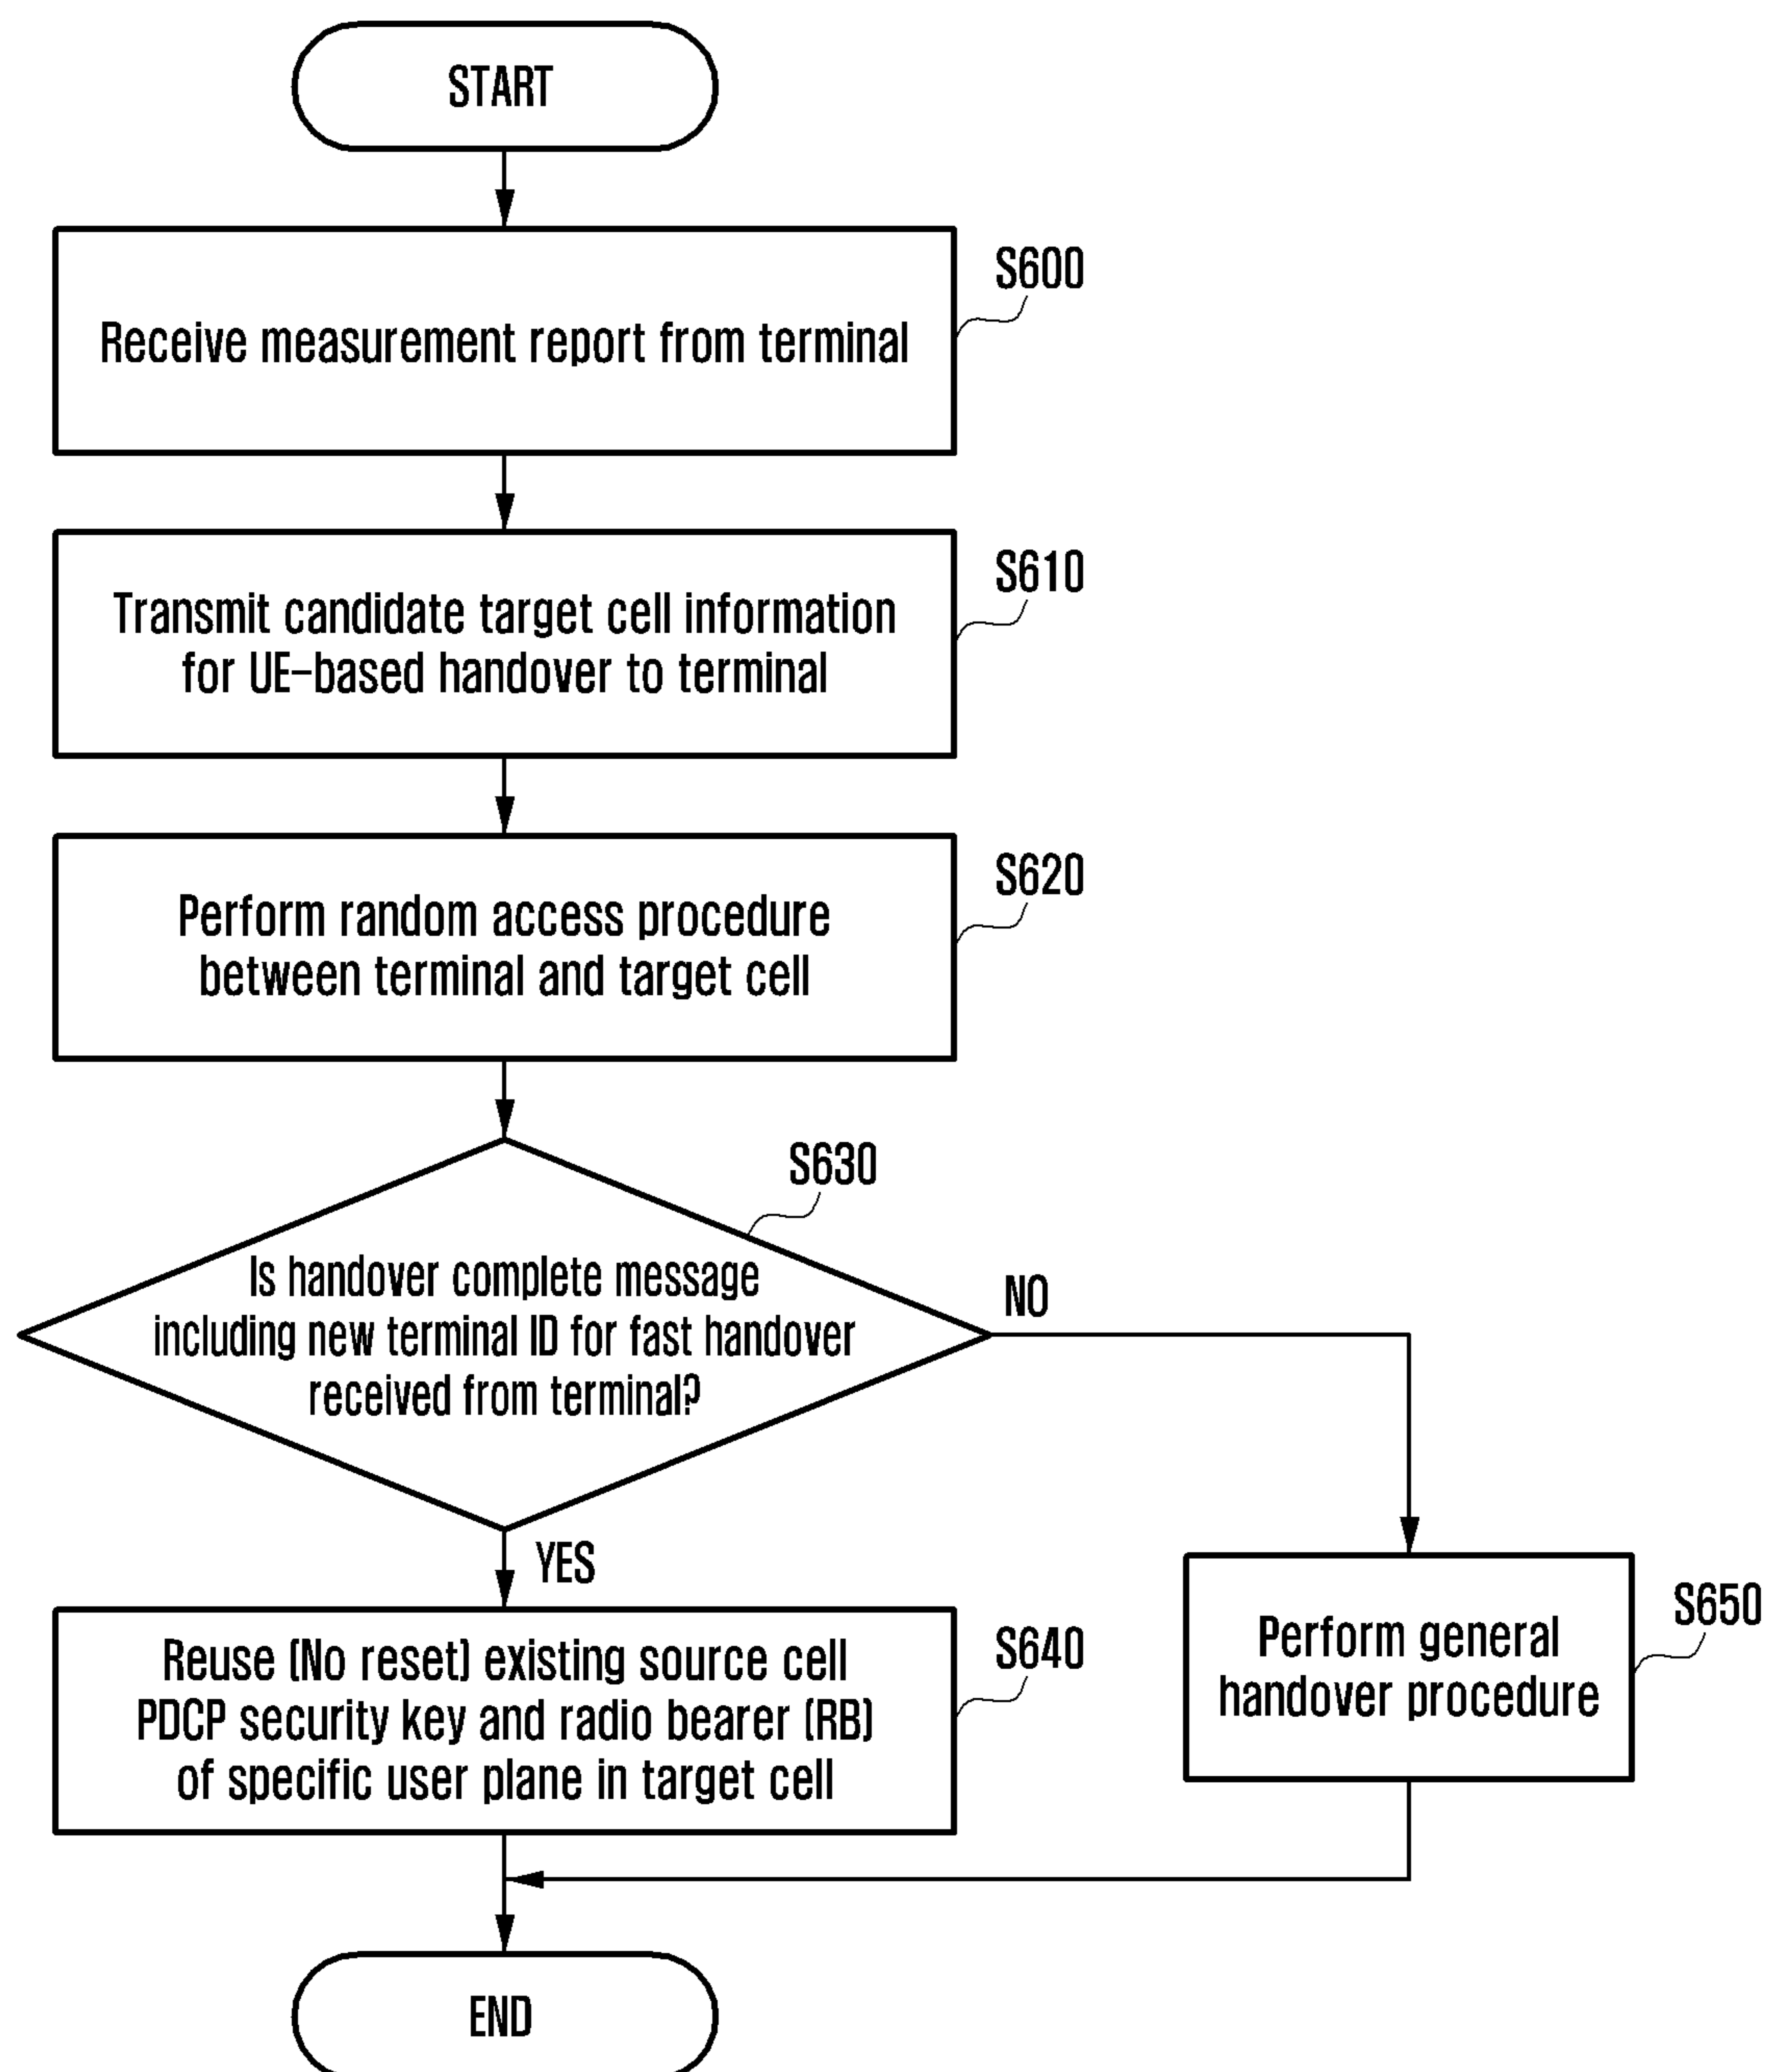 START
S600
Receive measurement report from terminal
S610
Transmit candidate target cell information
for UE-based handover to terminal
S620
Perform random access procedure
between terminal and target cell
S630
Is handover complete message
including new terminal ID for fast handover
received from terminal?
NO
YES
S640
Reuse (No reset) existing source cell
PDCP security key and radio bearer (RB)
of specific user plane in target cell
S650
Perform general
handover procedure
END